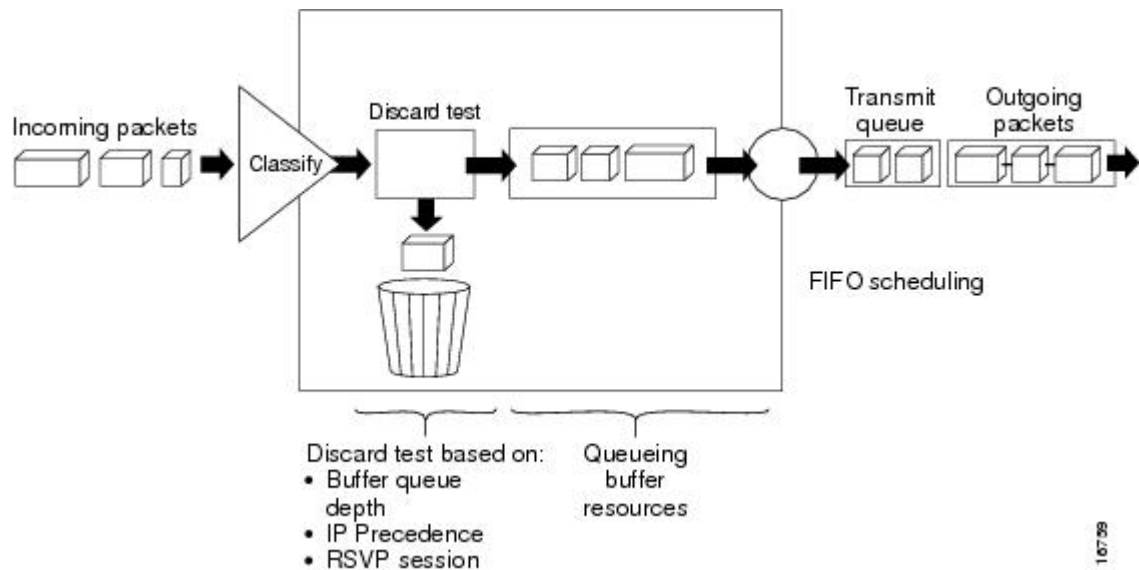 Incoming packets
Classify
Discard test
Transmit
queue
Outgoing
packets
FIFO scheduling
Discard test based on:
• Buffer queue
depth
• IP Precedence
• RSVP session
Queueing
buffer
resources
16759